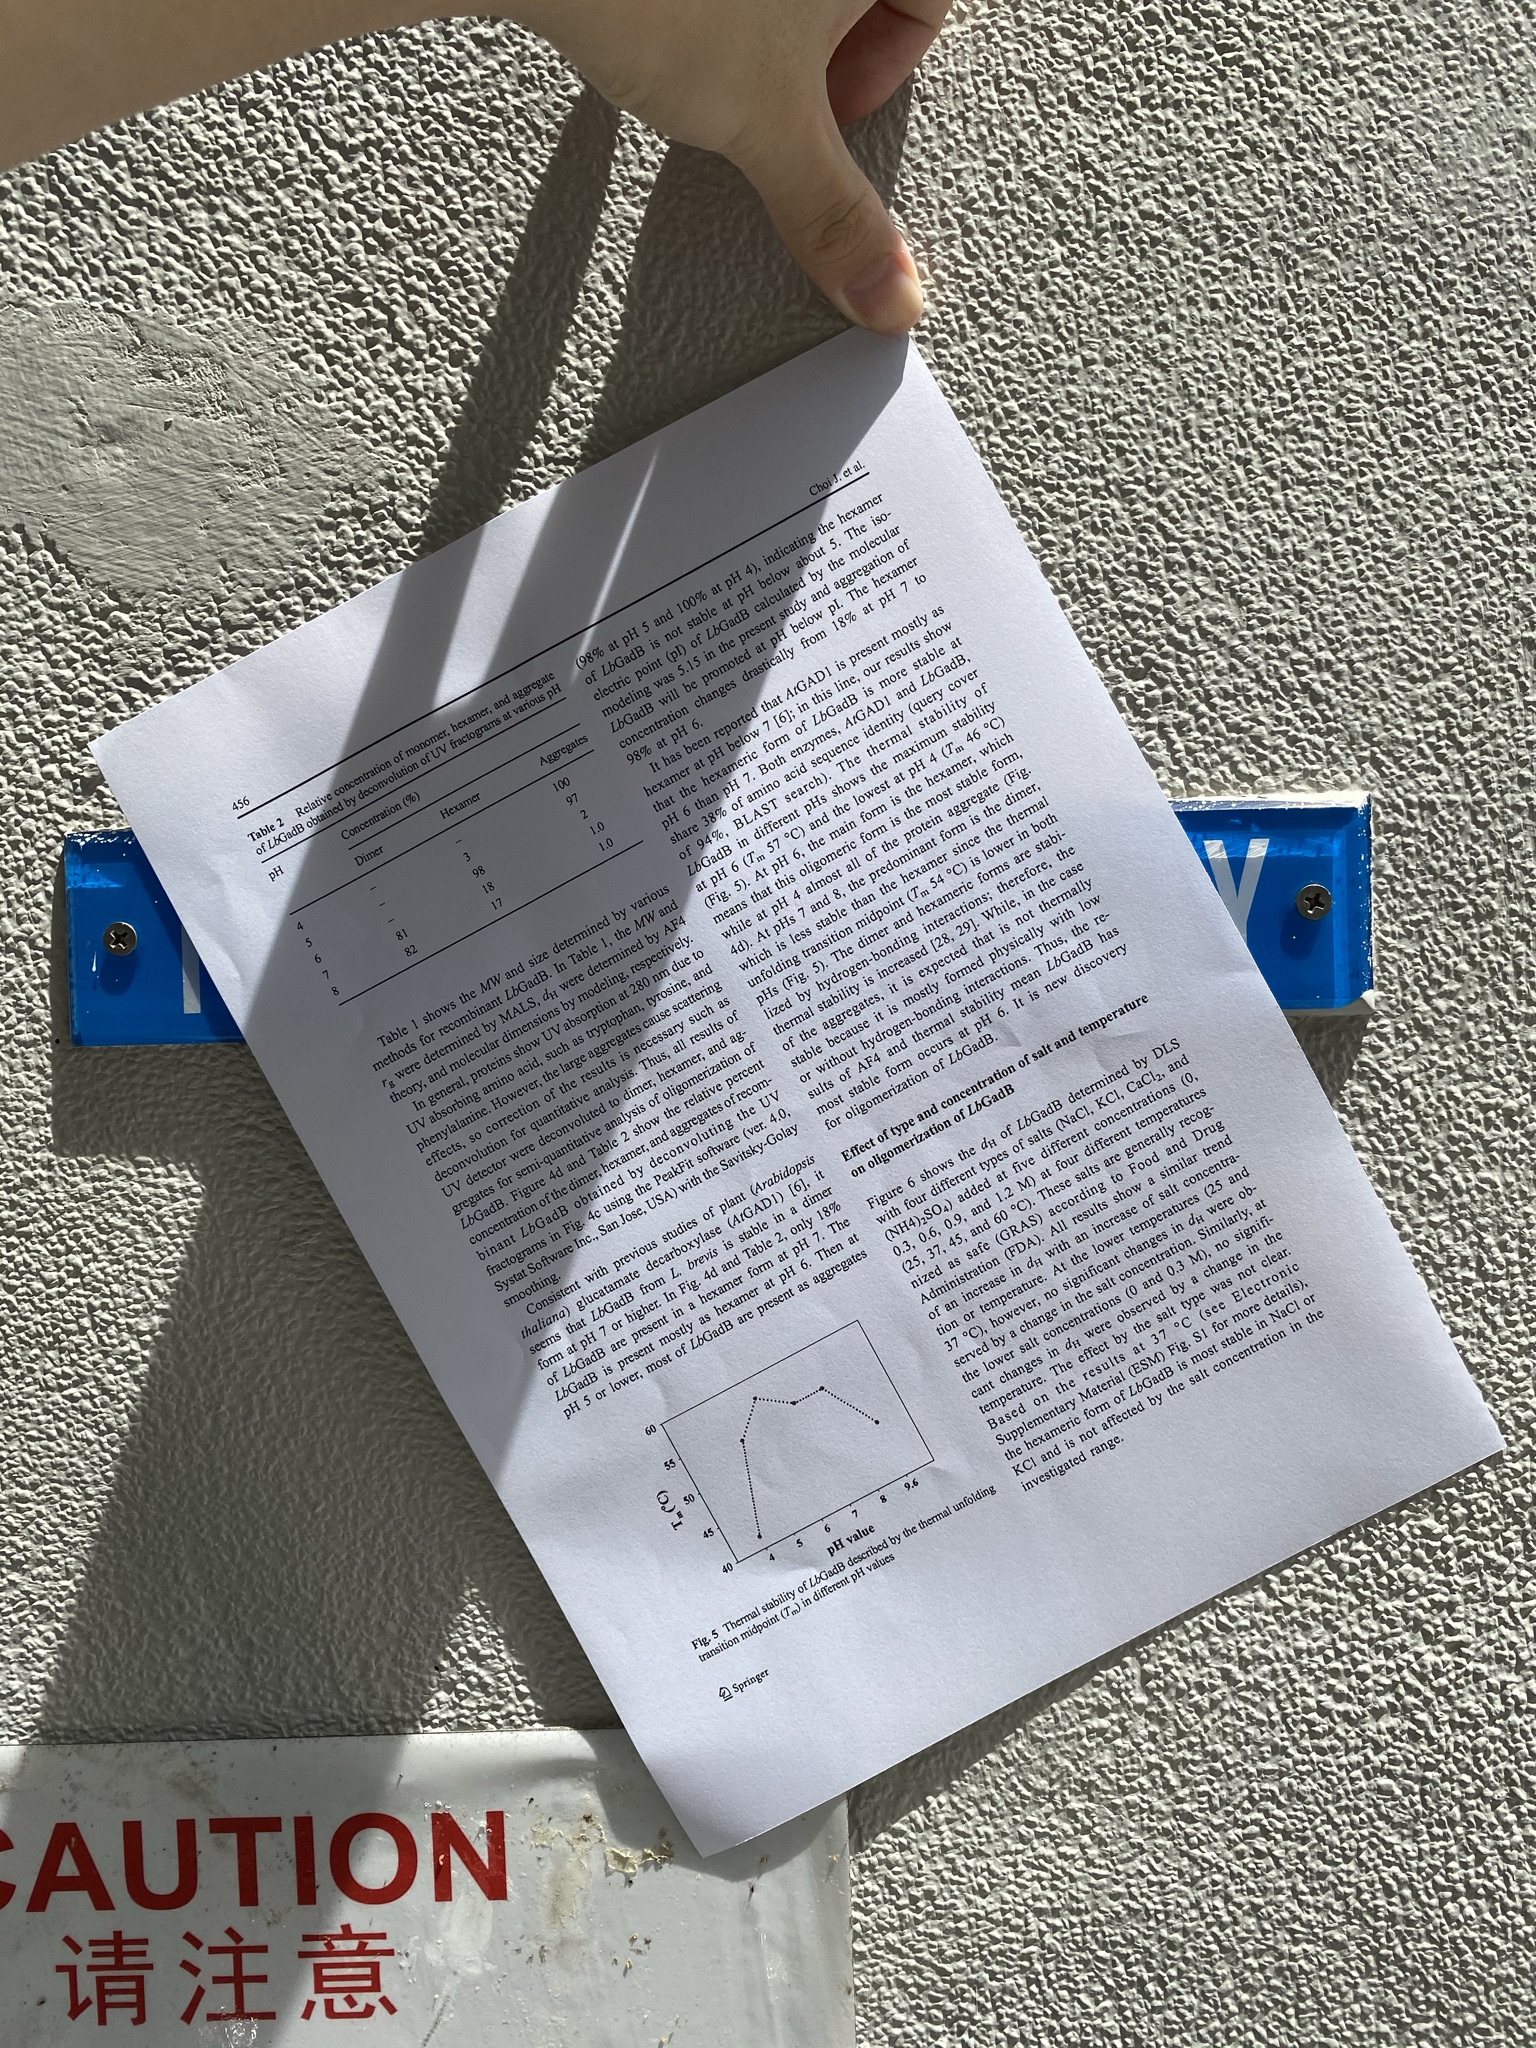 456
Choi J. et al.
Table 2 Relative concentration of monomer, hexamer, and aggregate
of LbGadB obtained by deconvolution of UV fractograms at various pH
pH Concentration (%)
Dimer Hexamer Aggregates
4 – – 100
5 – 3 97
6 – 98 2
7 81 18 1.0
8 82 17 1.0
Table 1 shows the MW and size determined by various
methods for recombinant LbGadB. In Table 1, the MW and
rg were determined by MALS, dH were determined by AF4
theory, and molecular dimensions by modeling, respectively.
In general, proteins show UV absorption at 280 nm due to
UV absorbing amino acid, such as tryptophan, tyrosine, and
phenylalanine. However, the large aggregates cause scattering
effects, so correction of the results is necessary such as
deconvolution for quantitative analysis. Thus, all results of
UV detector were deconvoluted to dimer, hexamer, and ag-
gregates for semi-quantitative analysis of oligomerization of
LbGadB. Figure 4d and Table 2 show the relative percent
concentration of the dimer, hexamer, and aggregates of recom-
binant LbGadB obtained by deconvoluting the UV
fractograms in Fig. 4c using the PeakFit software (ver. 4.0,
Systat Software Inc., San Jose, USA) with the Savitsky-Golay
smoothing.
Consistent with previous studies of plant (Arabidopsis
thaliana) glucatamate decarboxylase (AtGAD1) [6], it
seems that LbGadB from L. brevis is stable in a dimer
form at pH 7 or higher. In Fig. 4d and Table 2, only 18%
of LbGadB are present in a hexamer form at pH 7. The
LbGadB is present mostly as hexamer at pH 6. Then at
pH 5 or lower, most of LbGadB are present as aggregates
60
55
50
45
40
Tm (°C)
4 5 6 7 8 9.6
pH value
Fig. 5 Thermal stability of LbGadB described by the thermal unfolding
transition midpoint (Tm) in different pH values
Springer
(98% at pH 5 and 100% at pH 4), indicating the hexamer
of LbGadB is not stable at pH below about 5. The iso-
electric point (pI) of LbGadB calculated by the molecular
modeling was 5.15 in the present study and aggregation of
LbGadB will be promoted at pH below pI. The hexamer
concentration changes drastically from 18% at pH 7 to
98% at pH 6.
It has been reported that AtGAD1 is present mostly as
hexamer at pH below 7 [6]; in this line, our results show
that the hexameric form of LbGadB is more stable at
pH 6 than pH 7. Both enzymes, AtGAD1 and LbGadB,
share 38% of amino acid sequence identity (query cover
of 94%, BLAST search). The thermal stability of
LbGadB in different pHs shows the maximum stability
at pH 6 (Tm 57 °C) and the lowest at pH 4 (Tm 46 °C)
(Fig. 5). At pH 6, the main form is the hexamer, which
means that this oligomeric form is the most stable form,
while at pH 4 almost all of the protein aggregate (Fig.
4d). At pHs 7 and 8, the predominant form is the dimer,
which is less stable than the hexamer since the thermal
unfolding transition midpoint (Tm 54 °C) is lower in both
pHs (Fig. 5). The dimer and hexameric forms are stabi-
lized by hydrogen-bonding interactions; therefore, the
thermal stability is increased [28, 29]. While, in the case
of the aggregates, it is expected that is not thermally
stable because it is mostly formed physically with low
or without hydrogen-bonding interactions. Thus, the re-
sults of AF4 and thermal stability mean LbGadB has
most stable form occurs at pH 6. It is new discovery
for oligomerization of LbGadB.
Effect of type and concentration of salt and temperature
on oligomerization of LbGadB
Figure 6 shows the dH of LbGadB determined by DLS
with four different types of salts (NaCl, KCl, CaCl2, and
(NH4)2SO4) added at five different concentrations (0,
0.3, 0.6, 0.9, and 1.2 M) at four different temperatures
(25, 37, 45, and 60 °C). These salts are generally recog-
nized as safe (GRAS) according to Food and Drug
Administration (FDA). All results show a similar trend
of an increase in dH with an increase of salt concentra-
tion or temperature. At the lower temperatures (25 and
37 °C), however, no significant changes in dH were ob-
served by a change in the salt concentration. Similarly, at
the lower salt concentrations (0 and 0.3 M), no signifi-
cant changes in dH were observed by a change in the
temperature. The effect by the salt type was not clear.
Based on the results at 37 °C (see Electronic
Supplementary Material (ESM) Fig. S1 for more details),
the hexameric form of LbGadB is most stable in NaCl or
KCl and is not affected by the salt concentration in the
investigated range.
Y
CAUTION
请注意